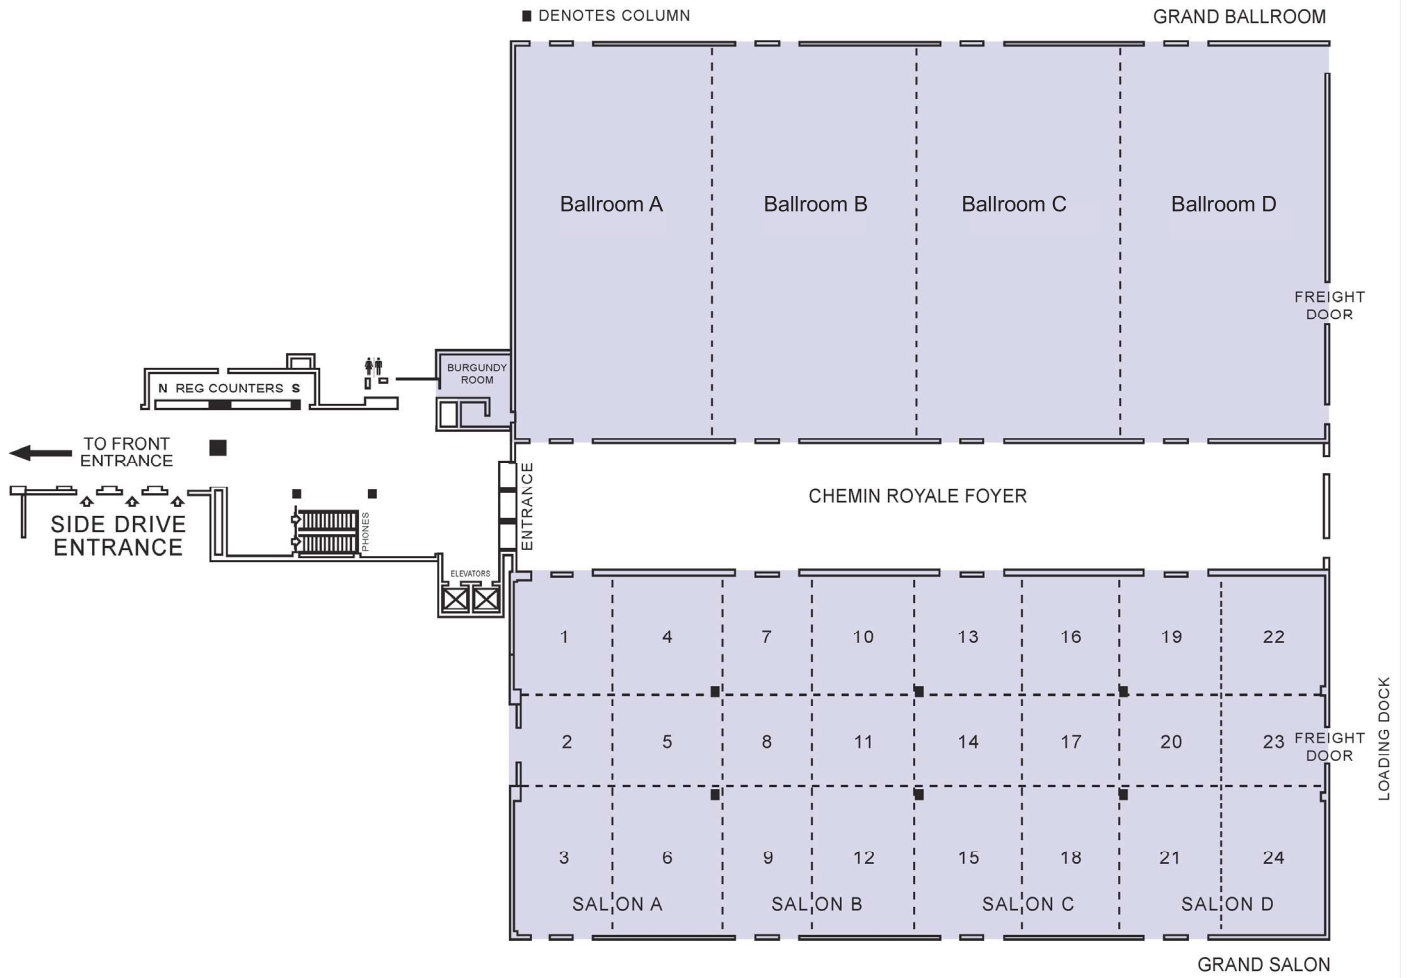 DENOTES COLUMN
GRAND BALLROOM
Ballroom A
Ballroom B
Ballroom C
Ballroom D
FREIGHT
DOOR
BURGUNDY
ROOM
N REG COUNTERS S
TO FRONT
ENTRANCE
SIDE DRIVE
ENTRANCE
PHONES
ELEVATORS
ENTRANCE
CHEMIN ROYALE FOYER
1 4 7 10 13 16 19 22
2 5 8 11 14 17 20 23
FREIGHT
DOOR
LOADING DOCK
3 6 9 12 15 18 21 24
SALON A
SALON B
SALON C
SALON D
GRAND SALON